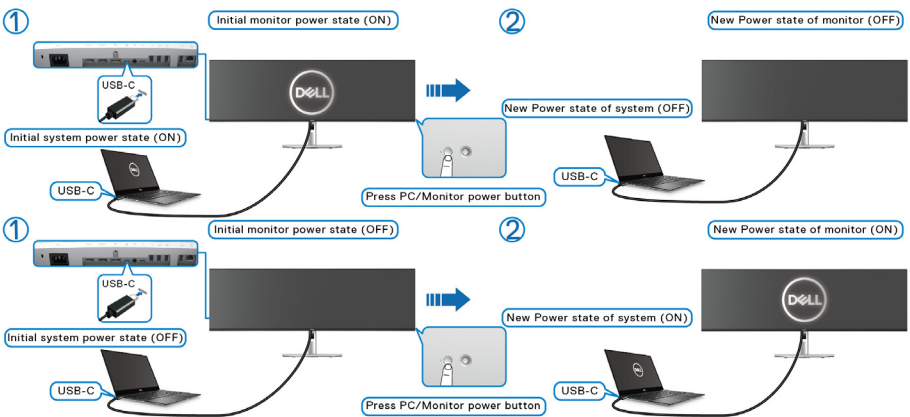 1
Initial monitor power state (ON)
2
New Power state of monitor (OFF)
USB-C
DELL
New Power state of system (OFF)
Initial system power state (ON)
DELL
USB-C
USB-C
Press PC/Monitor power button
1
Initial monitor power state (OFF)
2
New Power state of monitor (ON)
USB-C
DELL
New Power state of system (ON)
Initial system power state (OFF)
DELL
USB-C
USB-C
Press PC/Monitor power button